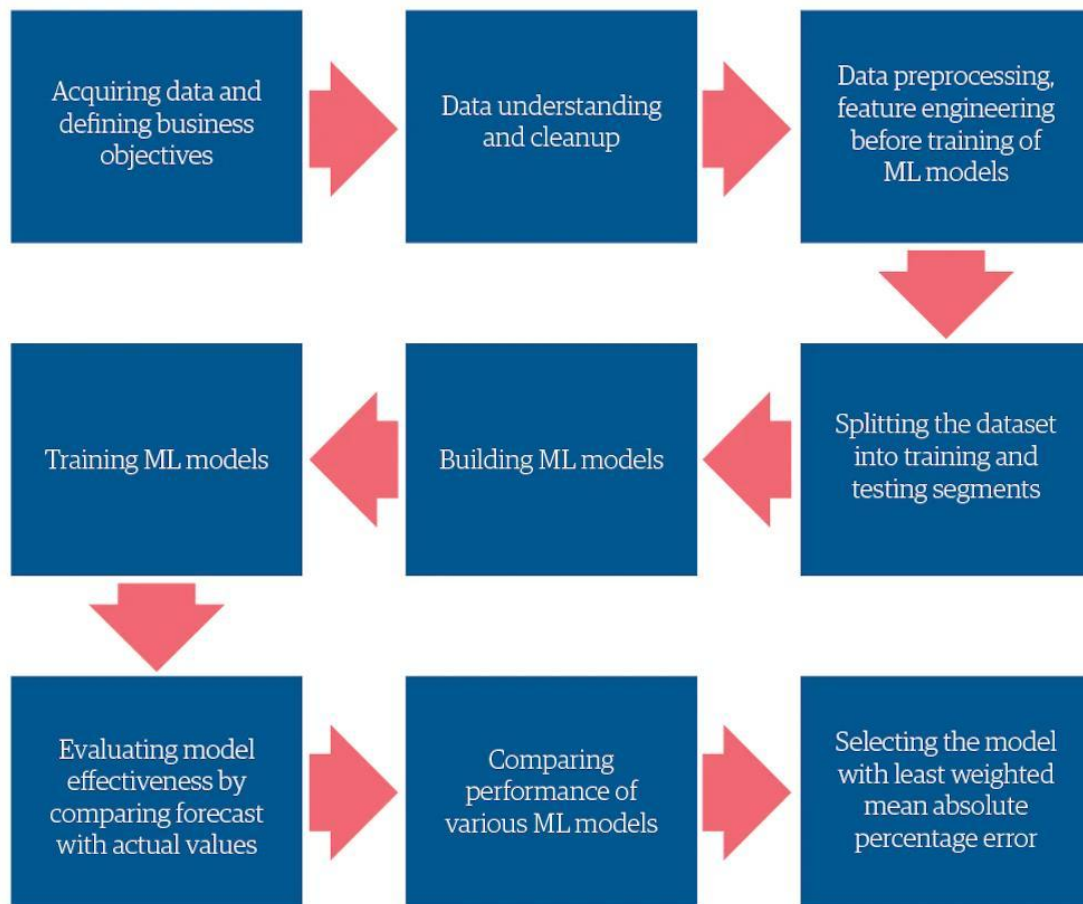 Acquiring data and
defining business
objectives
Data understanding
and cleanup
Data preprocessing,
feature engineering
before training of
ML models
Splitting the dataset
into training and
testing segments
Building ML models
Training ML models
Evaluating model
effectiveness by
comparing forecast
with actual values
Comparing
performance of
various ML models
Selecting the model
with least weighted
mean absolute
percentage error